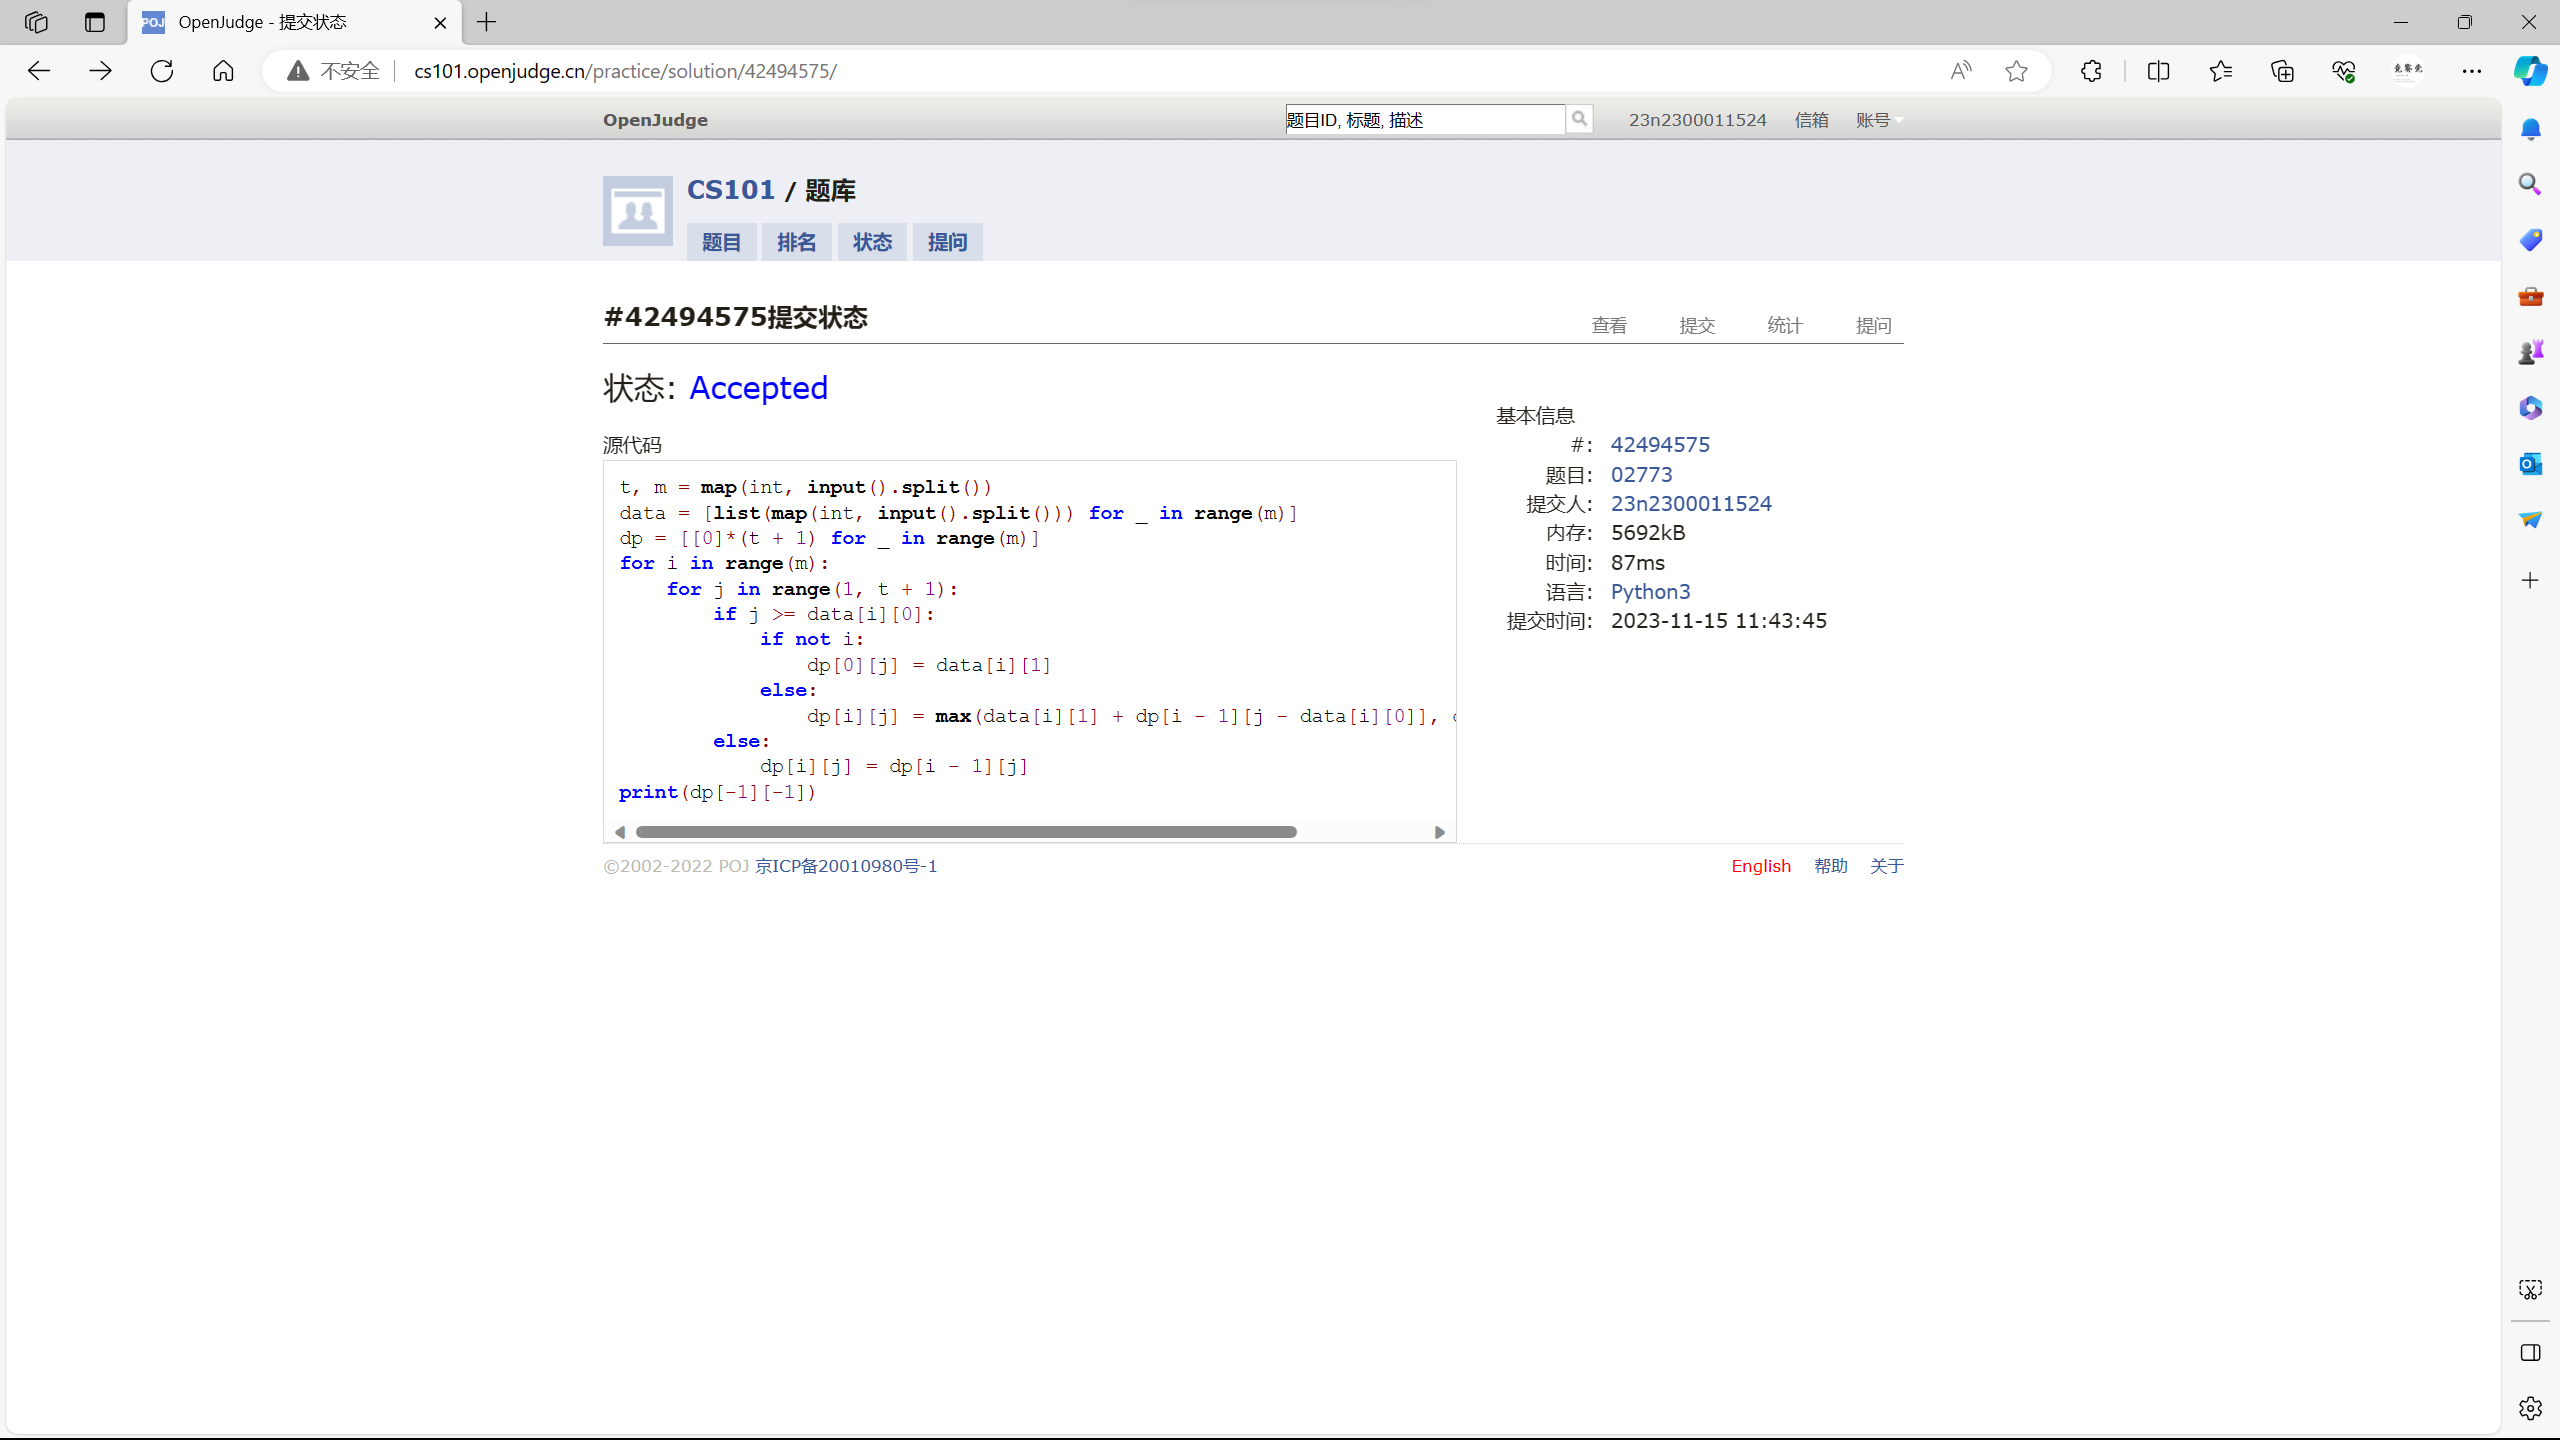 OpenJudge - 提交状态
不安全 cs101.openjudge.cn/practice/solution/42494575/
OpenJudge 题目ID, 标题, 描述 23n2300011524 信箱 账号
CS101 / 题库
题目 排名 状态 提问
#42494575提交状态 查看 提交 统计 提问
状态: Accepted
源代码
t, m = map(int, input().split())
data = [list(map(int, input().split())) for _ in range(m)]
dp = [[0]*(t + 1) for _ in range(m)]
for i in range(m):
    for j in range(1, t + 1):
        if j >= data[i][0]:
            if not i:
                dp[0][j] = data[i][1]
            else:
                dp[i][j] = max(data[i][1] + dp[i - 1][j - data[i][0]],
        else:
            dp[i][j] = dp[i - 1][j]
print(dp[-1][-1])
基本信息
#: 42494575
题目: 02773
提交人: 23n2300011524
内存: 5692kB
时间: 87ms
语言: Python3
提交时间: 2023-11-15 11:43:45
©2002-2022 POJ 京ICP备20010980号-1 English 帮助 关于